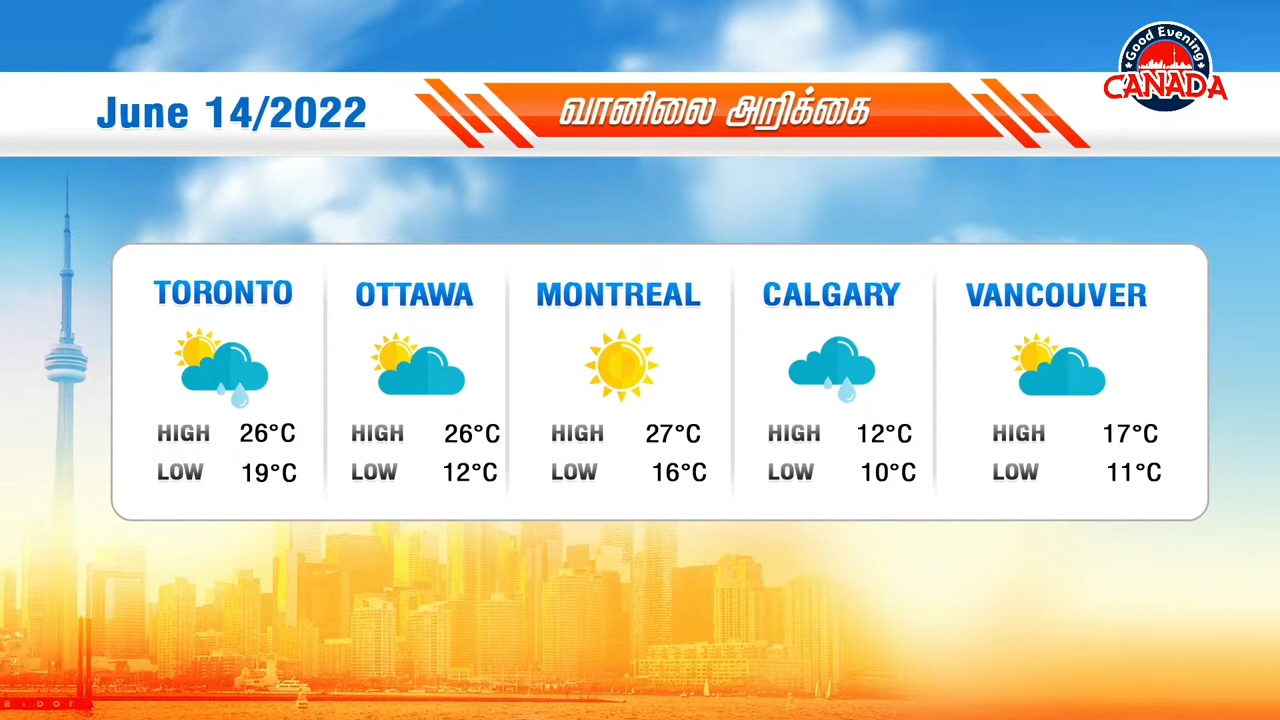 June 14/2022
வானிலை அறிக்கை
Good Evening
CANADA
TORONTO
HIGH 26°C
LOW 19°C
OTTAWA
HIGH 26°C
LOW 12°C
MONTREAL
HIGH 27°C
LOW 16°C
CALGARY
HIGH 12°C
LOW 10°C
VANCOUVER
HIGH 17°C
LOW 11°C